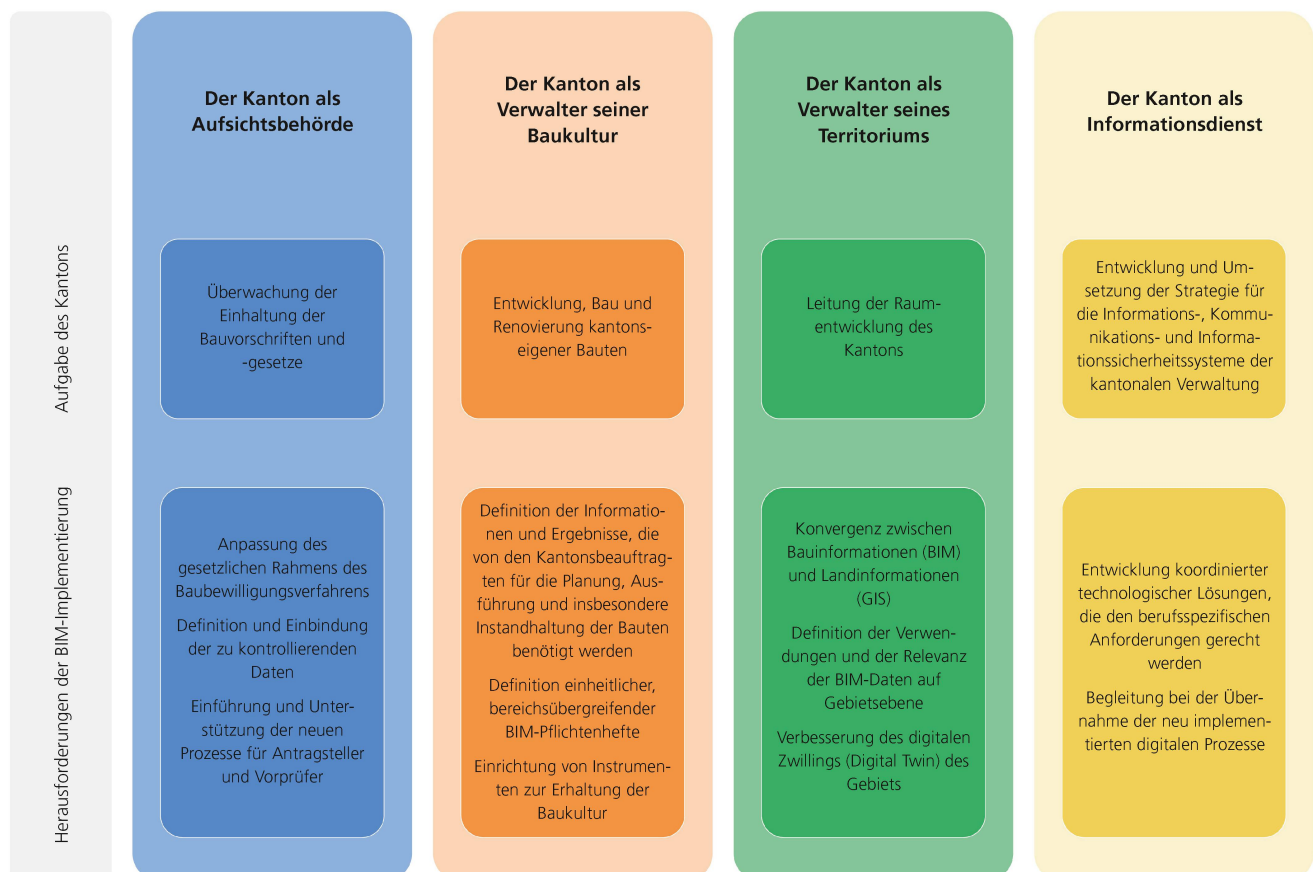 Der Kanton als
Aufsichtsbehörde
Der Kanton als
Verwalter seiner
Baukultur
Der Kanton als
Verwalter seines
Territoriums
Der Kanton als
Informationsdienst
Aufgabe des Kantons
Überwachung der
Einhaltung der
Bauvorschriften und
-gesetze
Entwicklung, Bau und
Renovierung kantons-
eigener Bauten
Leitung der Raum-
entwicklung des
Kantons
Entwicklung und Um-
setzung der Strategie für
die Informations-, Kommu-
nikations- und Informa-
tionssicherheitssysteme der
kantonalen Verwaltung
Herausforderungen der BIM-Implementierung
Anpassung des
gesetzlichen Rahmens des
Baubewilligungsverfahrens
Definition und Einbindung
der zu kontrollierenden
Daten
Einführung und Unter-
stützung der neuen
Prozesse für Antragsteller
und Vorprüfer
Definition der Informatio-
nen und Ergebnisse, die
von den Kantonsbeauftrag-
ten für die Planung, Aus-
führung und insbesondere
Instandhaltung der Bauten
benötigt werden
Definition einheitlicher,
bereichsübergreifender
BIM-Pflichtenhefte
Einrichtung von Instrumen-
ten zur Erhaltung der
Baukultur
Konvergenz zwischen
Bauinformationen (BIM)
und Landinformationen
(GIS)
Definition der Verwen-
dungen und der Relevanz
der BIM-Daten auf
Gebietsebene
Verbesserung des digitalen
Zwillings (Digital Twin) des
Gebiets
Entwicklung koordinierter
technologischer Lösungen,
die den berufsspezifischen
Anforderungen gerecht
werden
Begleitung bei der Über-
nahme der neu implemen-
tierten digitalen Prozesse